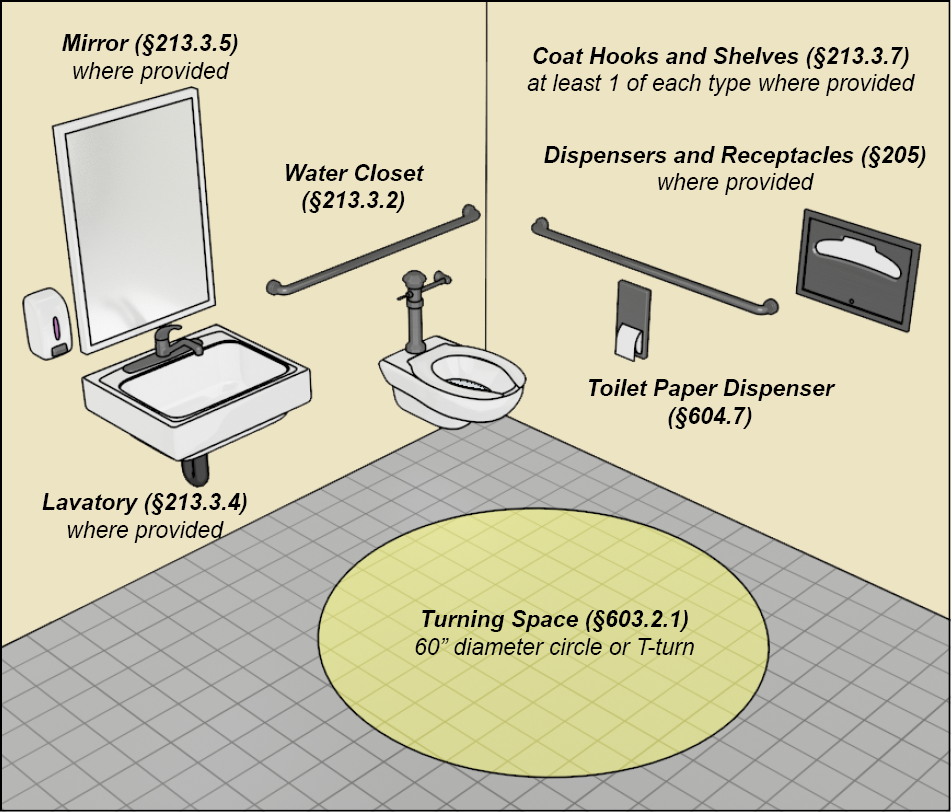 Mirror (§213.3.5)
where provided
Coat Hooks and Shelves (§213.3.7)
at least 1 of each type where provided
Water Closet
(§213.3.2)
Dispensers and Receptacles (§205)
where provided
Toilet Paper Dispenser
(§604.7)
Lavatory (§213.3.4)
where provided
Turning Space (§603.2.1)
60” diameter circle or T-turn